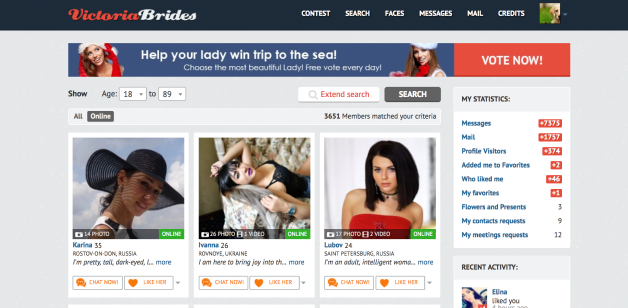 VictoriaBrides
CONTEST SEARCH FACES MESSAGES MAIL CREDITS
Help your lady win trip to the sea!
Choose the most beautiful Lady! Free vote every day!
VOTE NOW!
Show Age: 18 to 89
Extend search
SEARCH
All Online
3651 Members matched your criteria
14 PHOTO ONLINE
Karina 35
ROSTOV-ON-DON, RUSSIA
I'm pretty, tall, dark-eyed, I... more
CHAT NOW! LIKE HER
26 PHOTO 1 VIDEO ONLINE
Ivanna 26
ROVNOYE, UKRAINE
I am here to bring joy into th... more
CHAT NOW! LIKE HER
17 PHOTO 2 VIDEO ONLINE
Lubov 24
SAINT PETERSBURG, RUSSIA
I'm an adult, intelligent woma... more
CHAT NOW! LIKE HER
MY STATISTICS:
Messages +7375
Mail +1757
Profile Visitors +374
Added me to Favorites +2
Who liked me +46
My favorites +1
Flowers and Presents 3
My contacts requests 9
My meetings requests 12
RECENT ACTIVITY:
Elina
liked you
4 hours ago